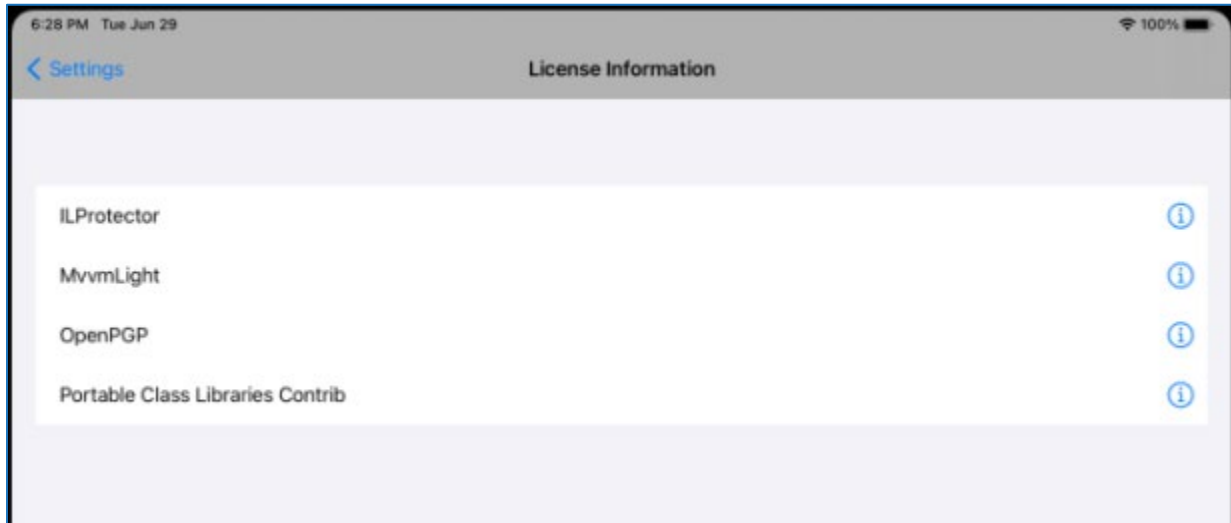 6:28 PM Tue Jun 29 100%
Settings License Information
ILProtector
MvvmLight
OpenPGP
Portable Class Libraries Contrib